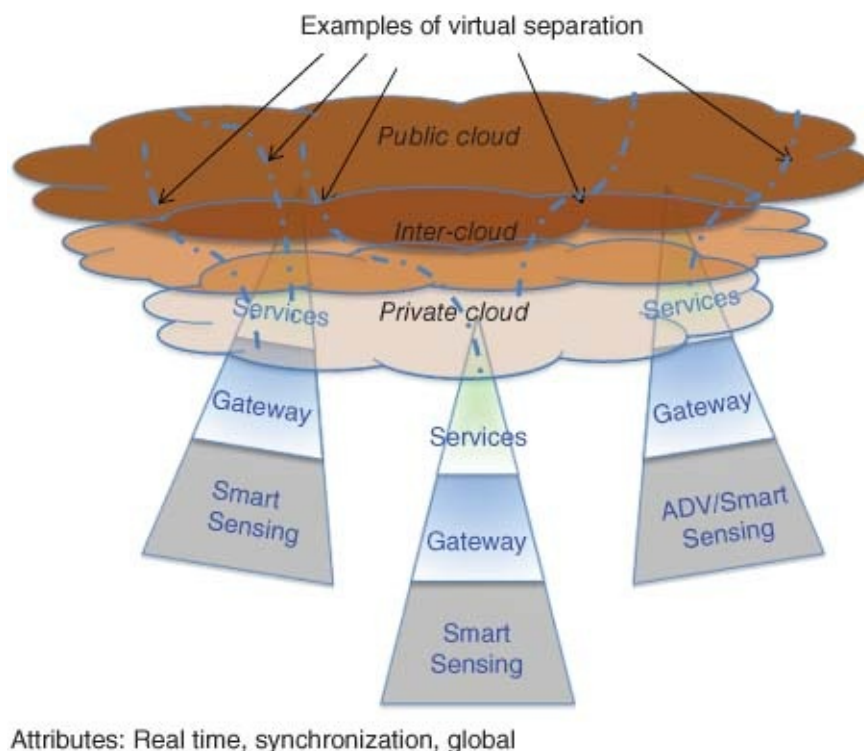 Examples of virtual separation
Public cloud
Inter-cloud
Private cloud
Services
Gateway
Smart
Sensing
Services
Gateway
Smart
Sensing
Services
Gateway
ADV/Smart
Sensing
Attributes: Real time, synchronization, global